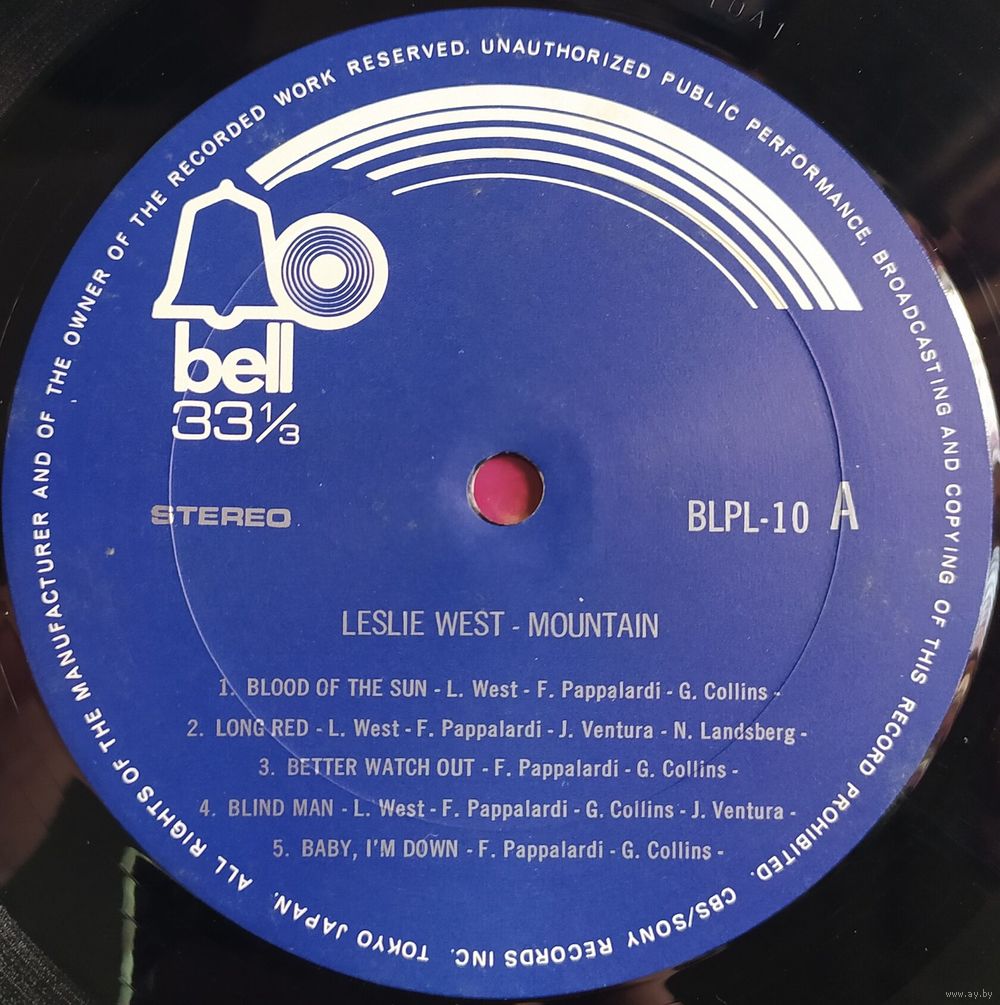 10A1
ALL RIGHTS OF THE MANUFACTURER AND OF THE OWNER OF THE RECORDED WORK RESERVED. UNAUTHORIZED PUBLIC PERFORMANCE, BROADCASTING AND COPYING OF THIS RECORD PROHIBITED. CBS/SONY RECORDS INC. TOKYO JAPAN.
bell
33 1/3
STEREO
BLPL-10 A
LESLIE WEST - MOUNTAIN
1. BLOOD OF THE SUN - L. West - F. Pappalardi - G. Collins -
2. LONG RED - L. West - F. Pappalardi - J. Ventura - N. Landsberg -
3. BETTER WATCH OUT - F. Pappalardi - G. Collins -
4. BLIND MAN - L. West - F. Pappalardi - G. Collins - J. Ventura -
5. BABY, I'M DOWN - F. Pappalardi - G. Collins -
www.ay.by